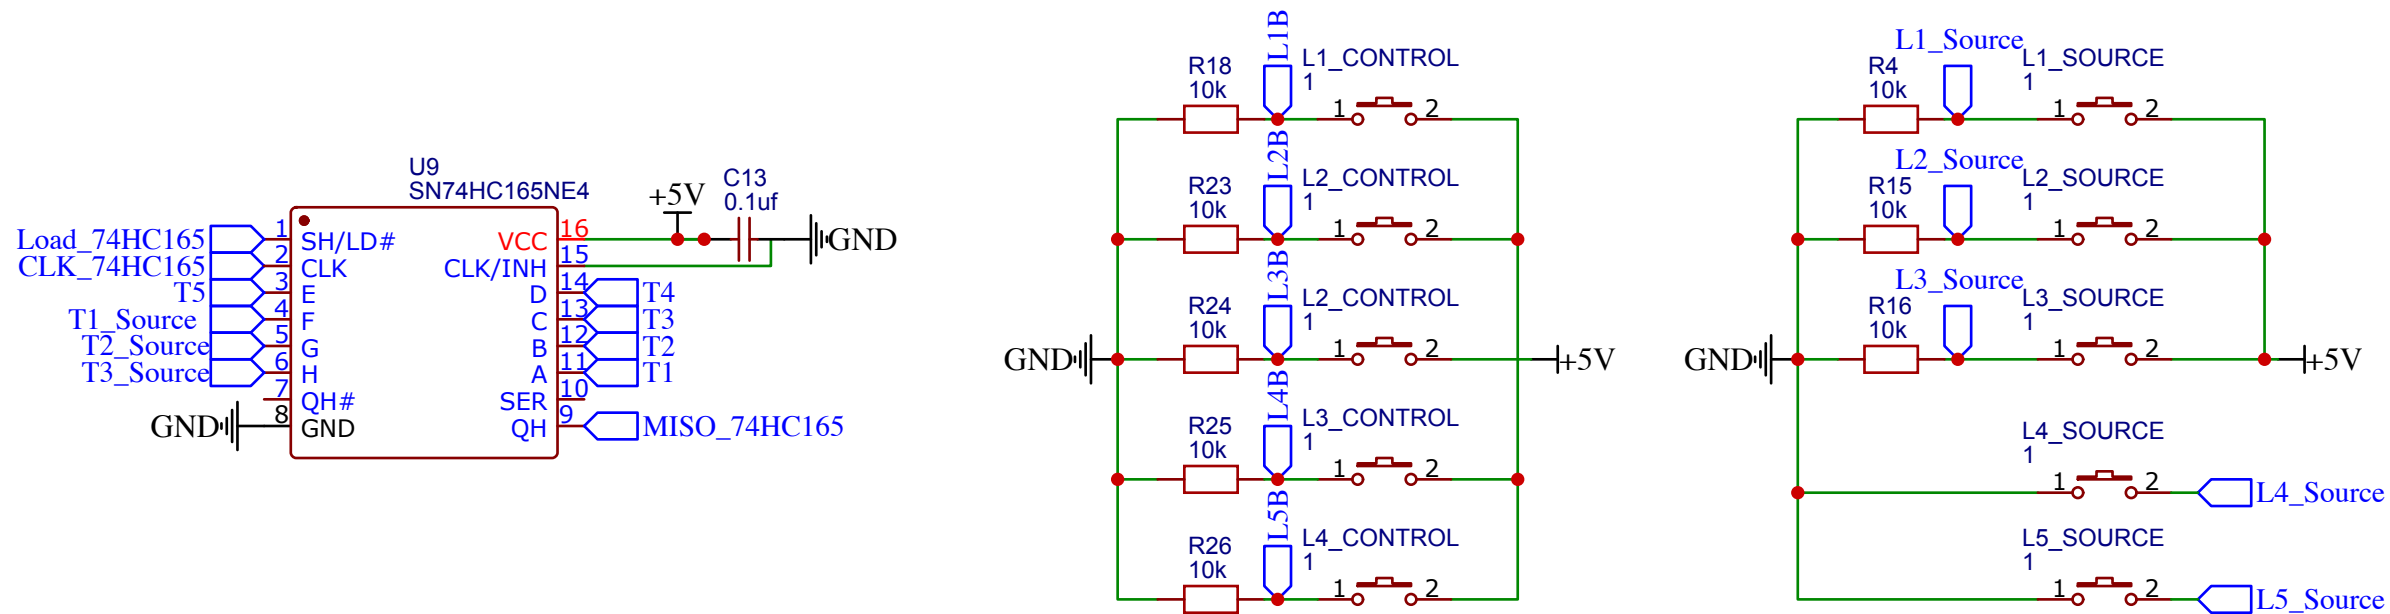 U9
SN74HC165NE4
+5V
C13
0.1uf
GND
Load_74HC165
1
SH/LD#
VCC
16
CLK_74HC165
2
CLK
CLK/INH
15
T5
3
E
D
14
T4
T1_Source
4
F
C
13
T3
T2_Source
5
G
B
12
T2
T3_Source
6
H
A
11
T1
7
QH#
SER
10
GND
8
GND
QH
9
MISO_74HC165
R18
10k
L1B
L1_CONTROL
1
1
2
R23
10k
L2B
L2_CONTROL
1
1
2
R24
10k
L3B
L2_CONTROL
1
1
2
GND
+5V
R25
10k
L4B
L3_CONTROL
1
1
2
R26
10k
L5B
L4_CONTROL
1
1
2
L1_Source
R4
10k
L1_SOURCE
1
1
2
L2_Source
R15
10k
L2_SOURCE
1
1
2
L3_Source
R16
10k
L3_SOURCE
1
1
2
GND
+5V
L4_SOURCE
1
1
2
L4_Source
L5_SOURCE
1
1
2
L5_Source